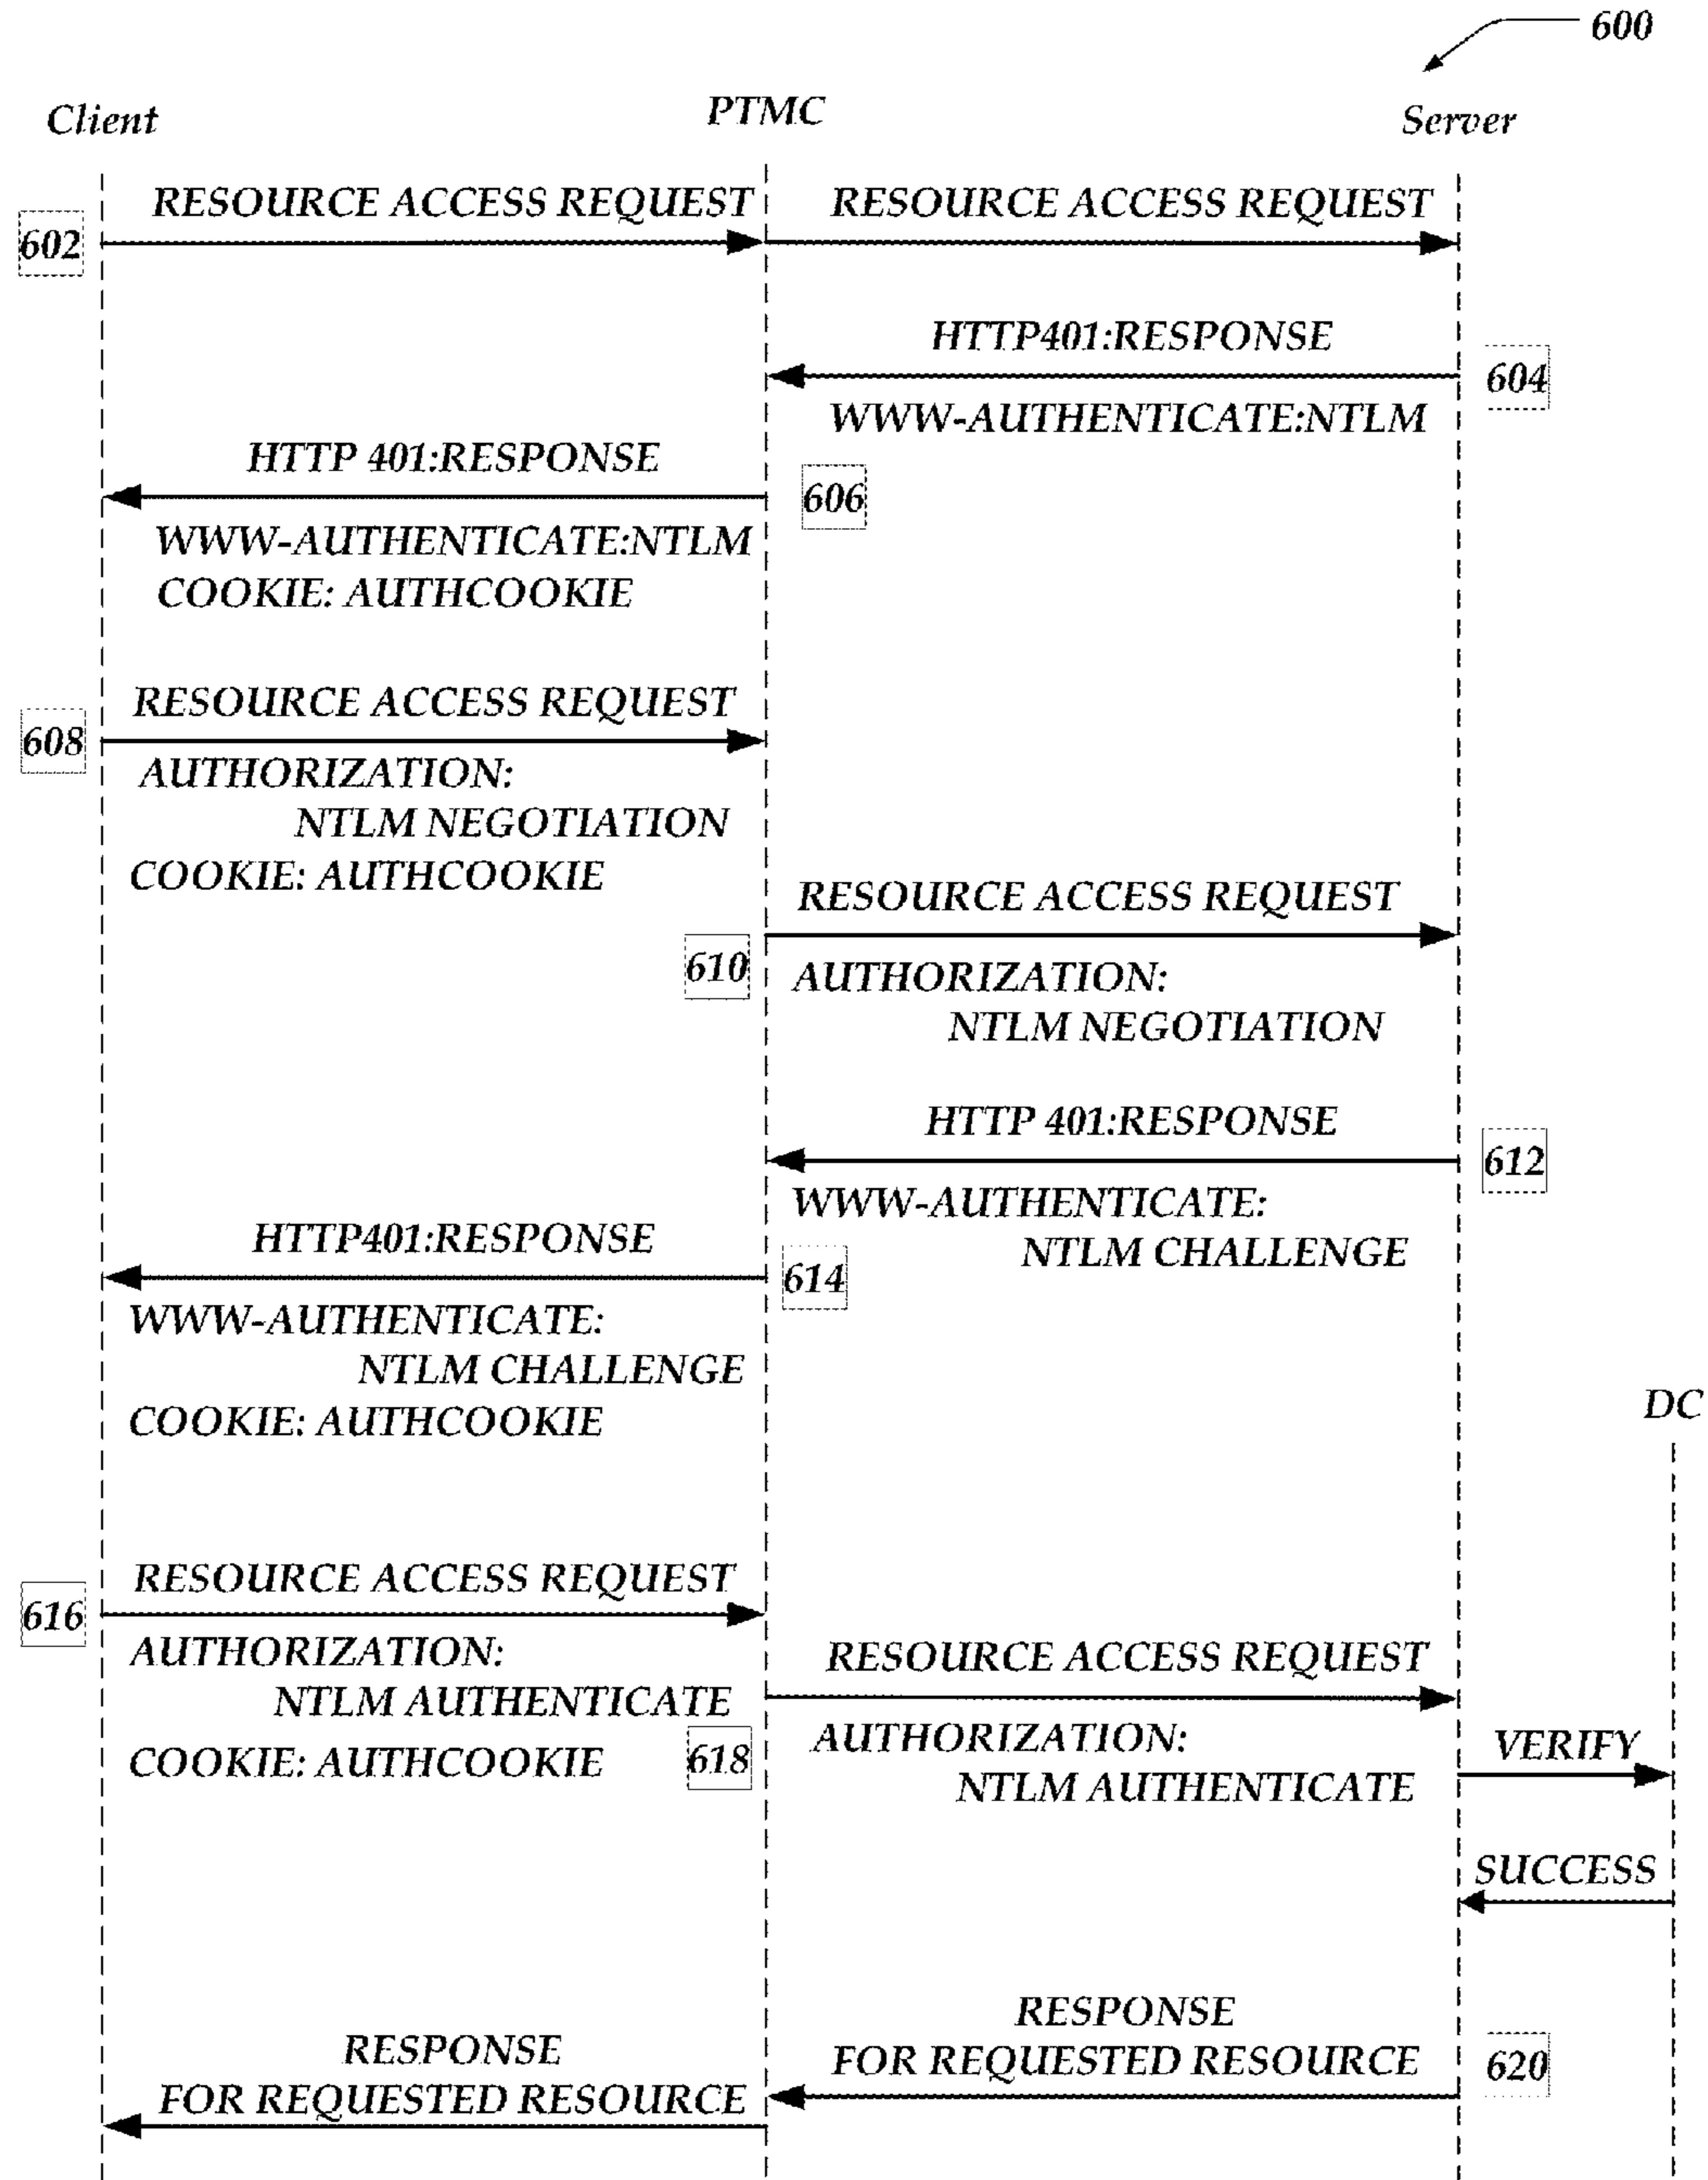 600
Client
PTMC
Server
RESOURCE ACCESS REQUEST
RESOURCE ACCESS REQUEST
602
HTTP401:RESPONSE
604
WWW-AUTHENTICATE:NTLM
HTTP 401:RESPONSE
606
WWW-AUTHENTICATE:NTLM
COOKIE: AUTHCOOKIE
RESOURCE ACCESS REQUEST
608
AUTHORIZATION:
NTLM NEGOTIATION
COOKIE: AUTHCOOKIE
RESOURCE ACCESS REQUEST
610
AUTHORIZATION:
NTLM NEGOTIATION
HTTP 401:RESPONSE
612
WWW-AUTHENTICATE:
NTLM CHALLENGE
HTTP401:RESPONSE
614
WWW-AUTHENTICATE:
NTLM CHALLENGE
COOKIE: AUTHCOOKIE
DC
RESOURCE ACCESS REQUEST
616
AUTHORIZATION:
NTLM AUTHENTICATE
COOKIE: AUTHCOOKIE
RESOURCE ACCESS REQUEST
618
AUTHORIZATION:
NTLM AUTHENTICATE
VERIFY
SUCCESS
RESPONSE
FOR REQUESTED RESOURCE
620
RESPONSE
FOR REQUESTED RESOURCE